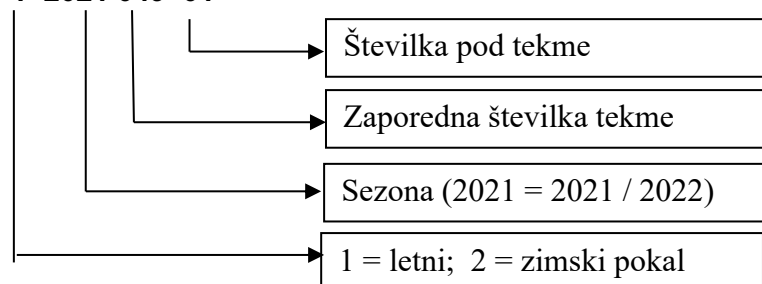 Številka pod tekme
Zaporedna številka tekme
Sezona (2021 = 2021 / 2022)
1 = letni; 2 = zimski pokal